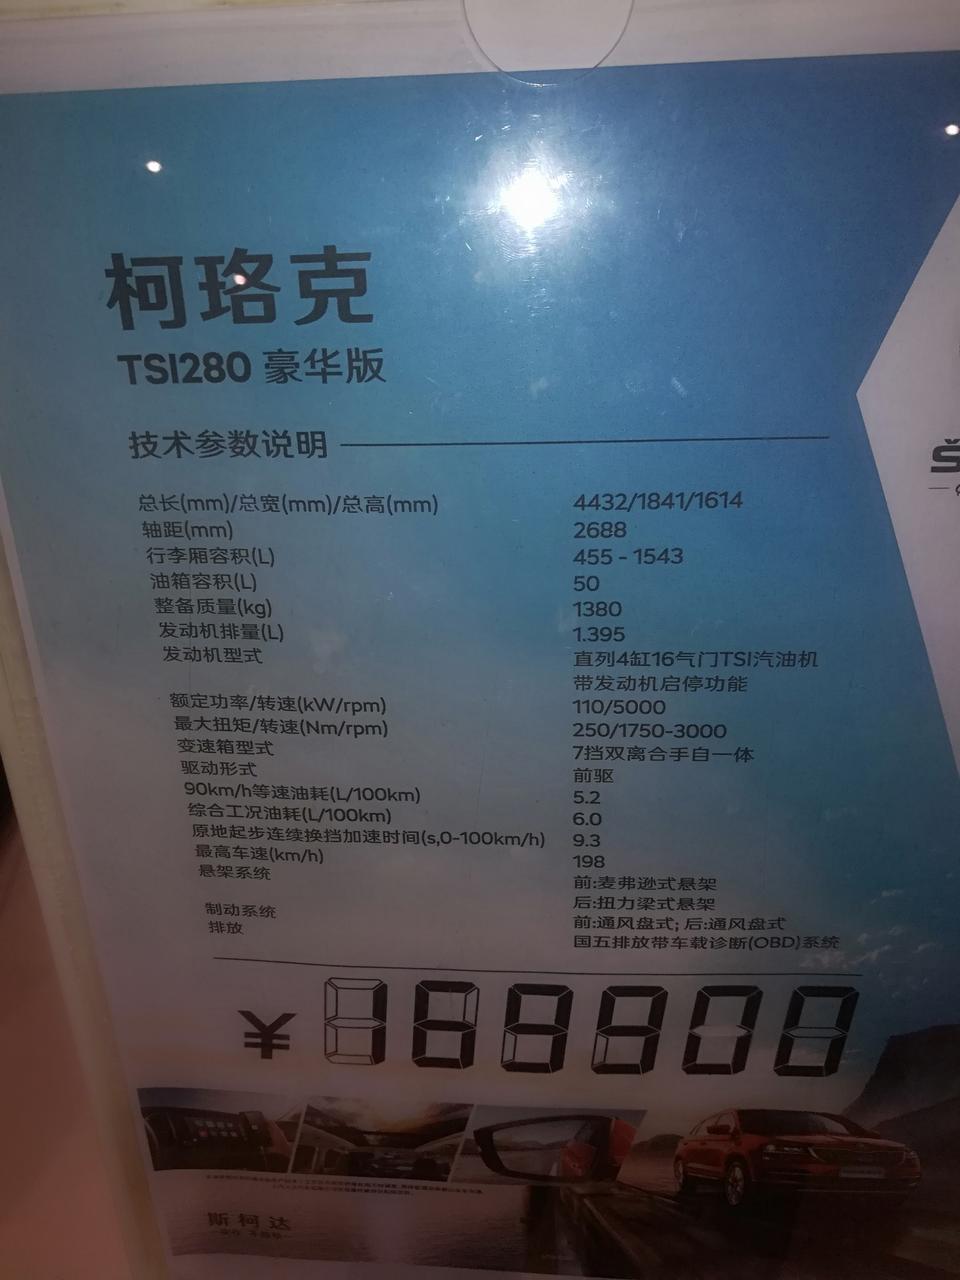 柯珞克
TSI280 豪华版
技术参数说明
总长(mm)/总宽(mm)/总高(mm) 4432/1841/1614
轴距(mm) 2688
行李厢容积(L) 455 - 1543
油箱容积(L) 50
整备质量(kg) 1380
发动机排量(L) 1.395
发动机型式 直列4缸16气门TSI汽油机
带发动机启停功能
额定功率/转速(kW/rpm) 110/5000
最大扭矩/转速(Nm/rpm) 250/1750-3000
变速箱型式 7挡双离合手自一体
驱动形式 前驱
90km/h等速油耗(L/100km) 5.2
综合工况油耗(L/100km) 6.0
原地起步连续换挡加速时间(s,0-100km/h) 9.3
最高车速(km/h) 198
悬架系统 前:麦弗逊式悬架
后:扭力梁式悬架
制动系统 前:通风盘式; 后:通风盘式
排放 国五排放带车载诊断(OBD)系统
¥ 169900
斯柯达